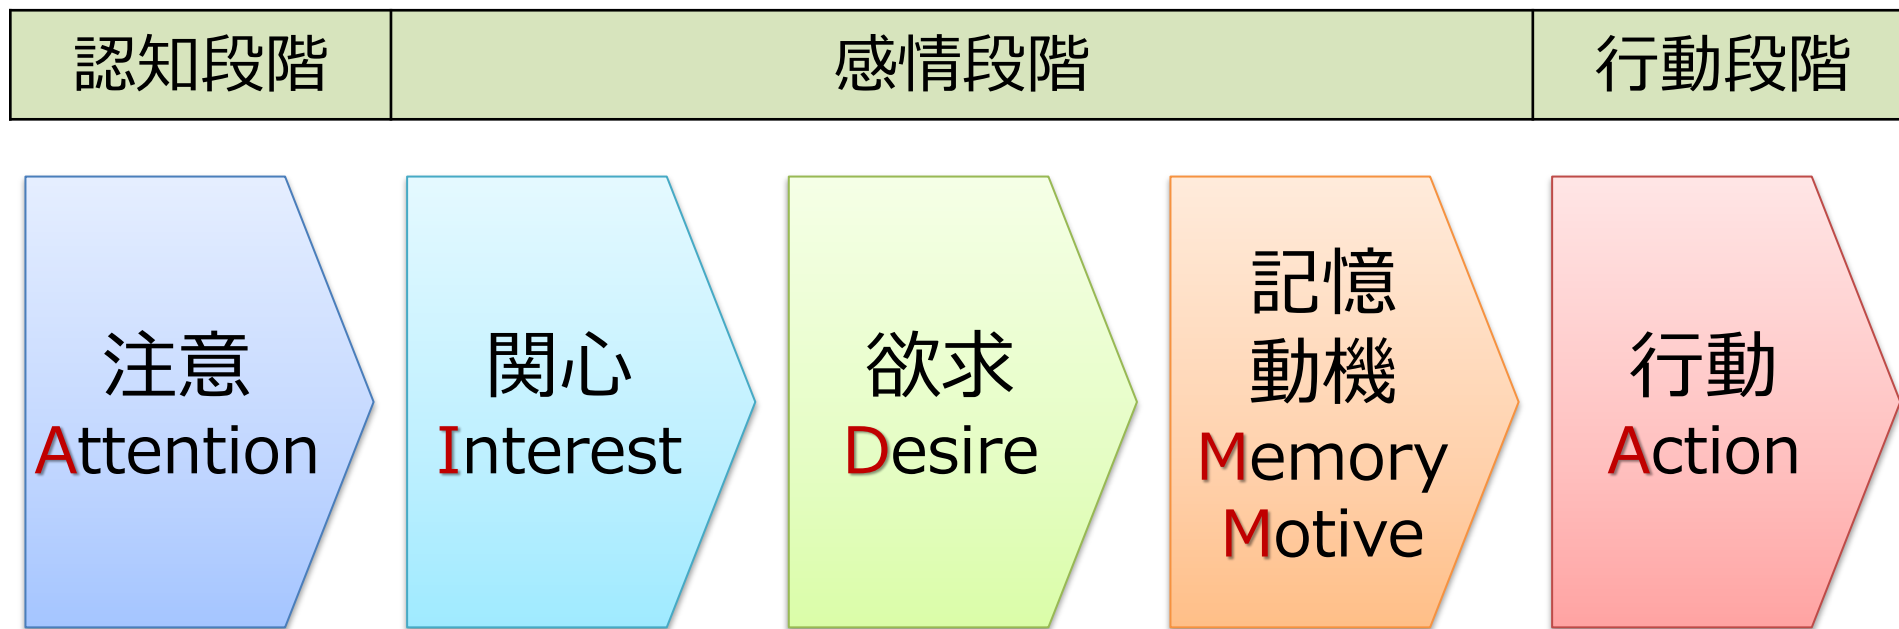 認知段階
感情段階
行動段階
注意
Attention
関心
Interest
欲求
Desire
記憶
動機
Memory
Motive
行動
Action